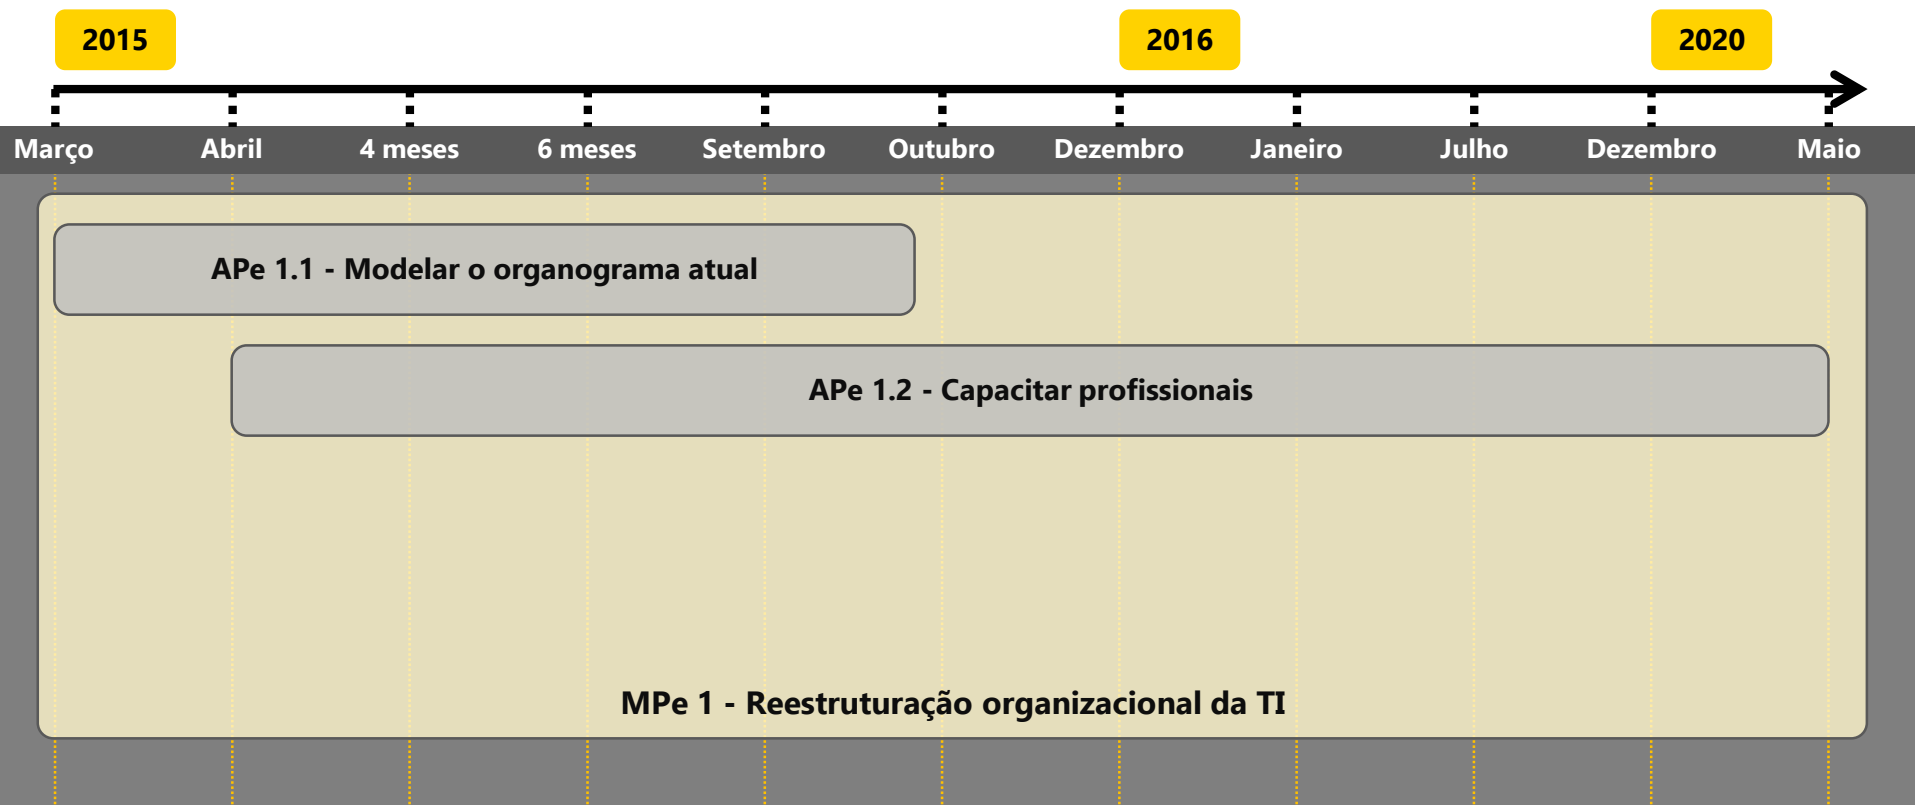 2015 2016 2020
Março Abril 4 meses 6 meses Setembro Outubro Dezembro Janeiro Julho Dezembro Maio
APe 1.1 - Modelar o organograma atual
APe 1.2 - Capacitar profissionais
MPe 1 - Reestruturação organizacional da TI